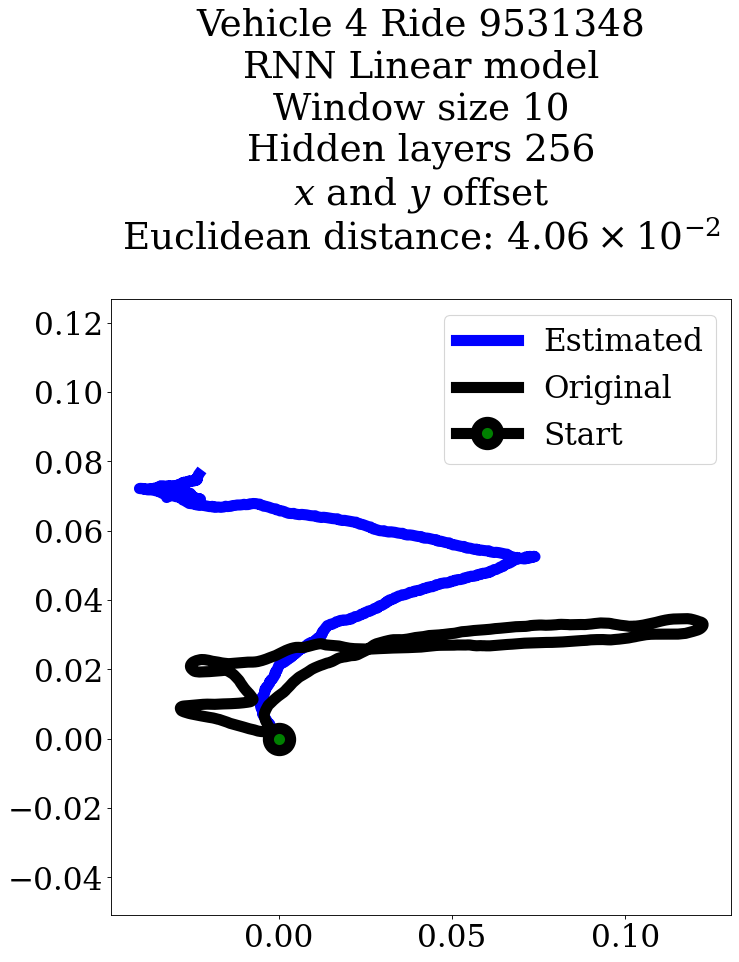 Vehicle 4 Ride 9531348
RNN Linear model
Window size 10
Hidden layers 256
x and y offset
Euclidean distance: 4.06 × 10⁻²
Estimated
Original
Start
0.12
0.10
0.08
0.06
0.04
0.02
0.00
−0.02
−0.04
0.00 0.05 0.10